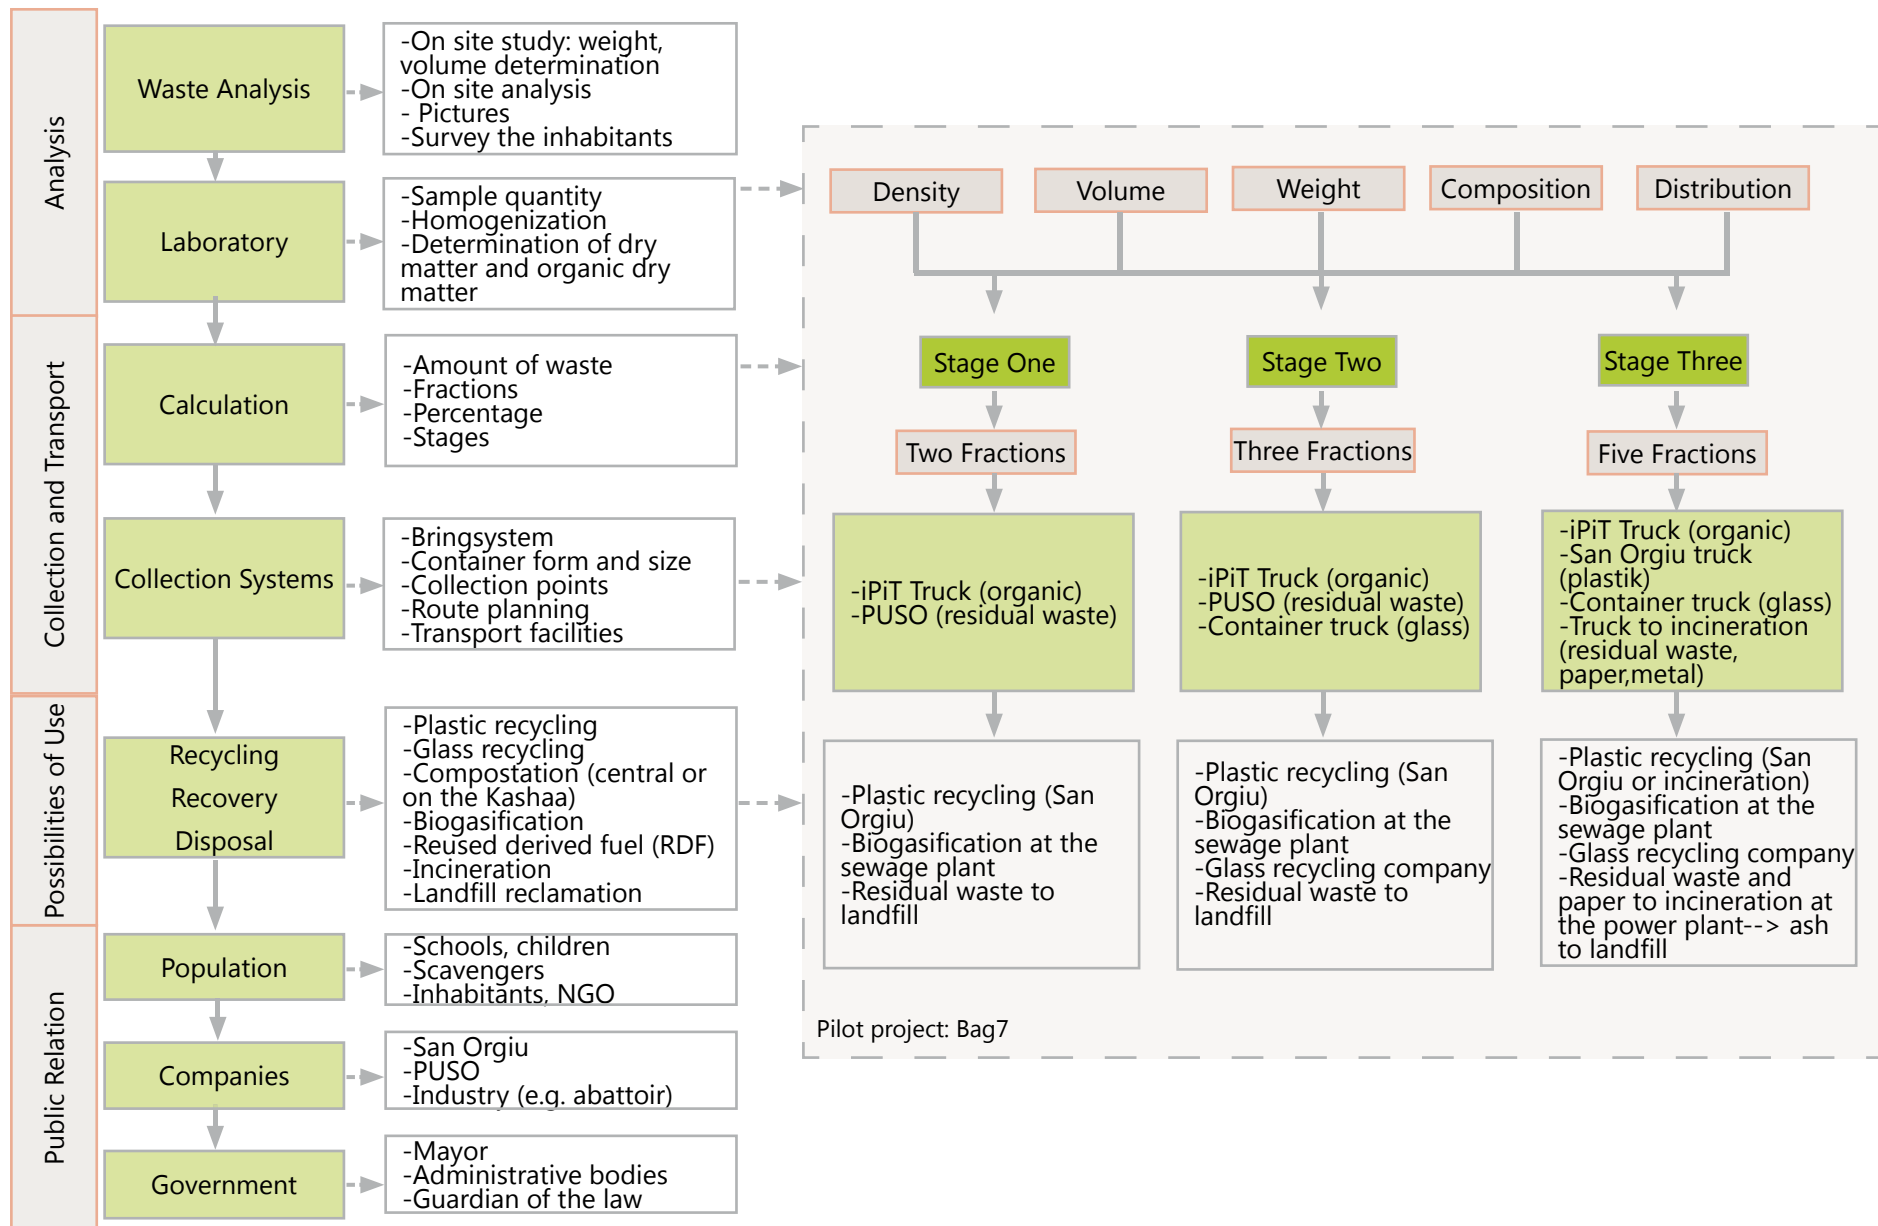 Analysis
Waste Analysis
-On site study: weight,
volume determination
-On site analysis
- Pictures
-Survey the inhabitants
Laboratory
-Sample quantity
-Homogenization
-Determination of dry
matter and organic dry
matter
Collection and Transport
Calculation
-Amount of waste
-Fractions
-Percentage
-Stages
Collection Systems
-Bringsystem
-Container form and size
-Collection points
-Route planning
-Transport facilities
Possibilities of Use
Recycling
Recovery
Disposal
-Plastic recycling
-Glass recycling
-Compostation (central or
on the Kashaa)
-Biogasification
-Reused derived fuel (RDF)
-Incineration
-Landfill reclamation
Public Relation
Population
-Schools, children
-Scavengers
-Inhabitants, NGO
Companies
-San Orgiu
-PUSO
-Industry (e.g. abattoir)
Government
-Mayor
-Administrative bodies
-Guardian of the law
Density
Volume
Weight
Composition
Distribution
Stage One
Two Fractions
-iPiT Truck (organic)
-PUSO (residual waste)
-Plastic recycling (San
Orgiu)
-Biogasification at the
sewage plant
-Residual waste to
landfill
Stage Two
Three Fractions
-iPiT Truck (organic)
-PUSO (residual waste)
-Container truck (glass)
-Plastic recycling (San
Orgiu)
-Biogasification at the
sewage plant
-Glass recycling company
-Residual waste to
landfill
Stage Three
Five Fractions
-iPiT Truck (organic)
-San Orgiu truck
(plastik)
-Container truck (glass)
-Truck to incineration
(residual waste,
paper,metal)
-Plastic recycling (San
Orgiu or incineration)
-Biogasification at the
sewage plant
-Glass recycling company
-Residual waste and
paper to incineration at
the power plant--> ash
to landfill
Pilot project: Bag7